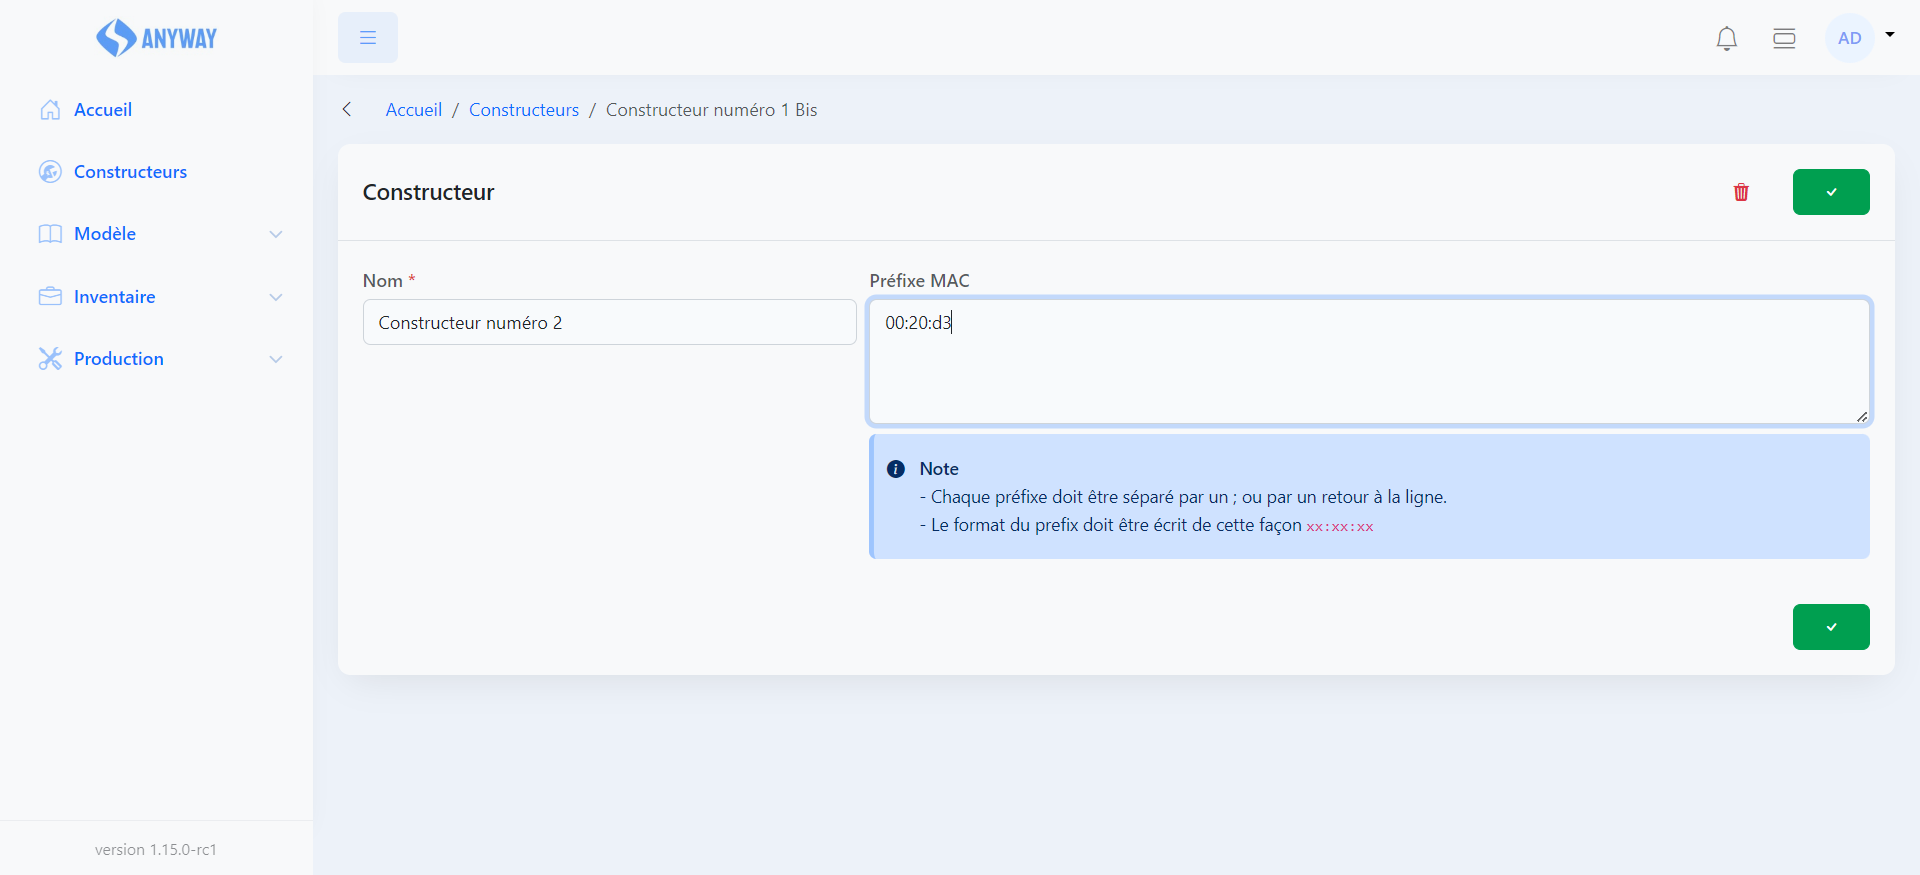 ANYWAY
AD
Accueil
Constructeurs
Modèle
Inventaire
Production
version 1.15.0-rc1
Accueil / Constructeurs / Constructeur numéro 1 Bis
Constructeur
Nom *
Constructeur numéro 2
Préfixe MAC
00:20:d3
Note
- Chaque préfixe doit être séparé par un ; ou par un retour à la ligne.
- Le format du prefix doit être écrit de cette façon xx:xx:xx